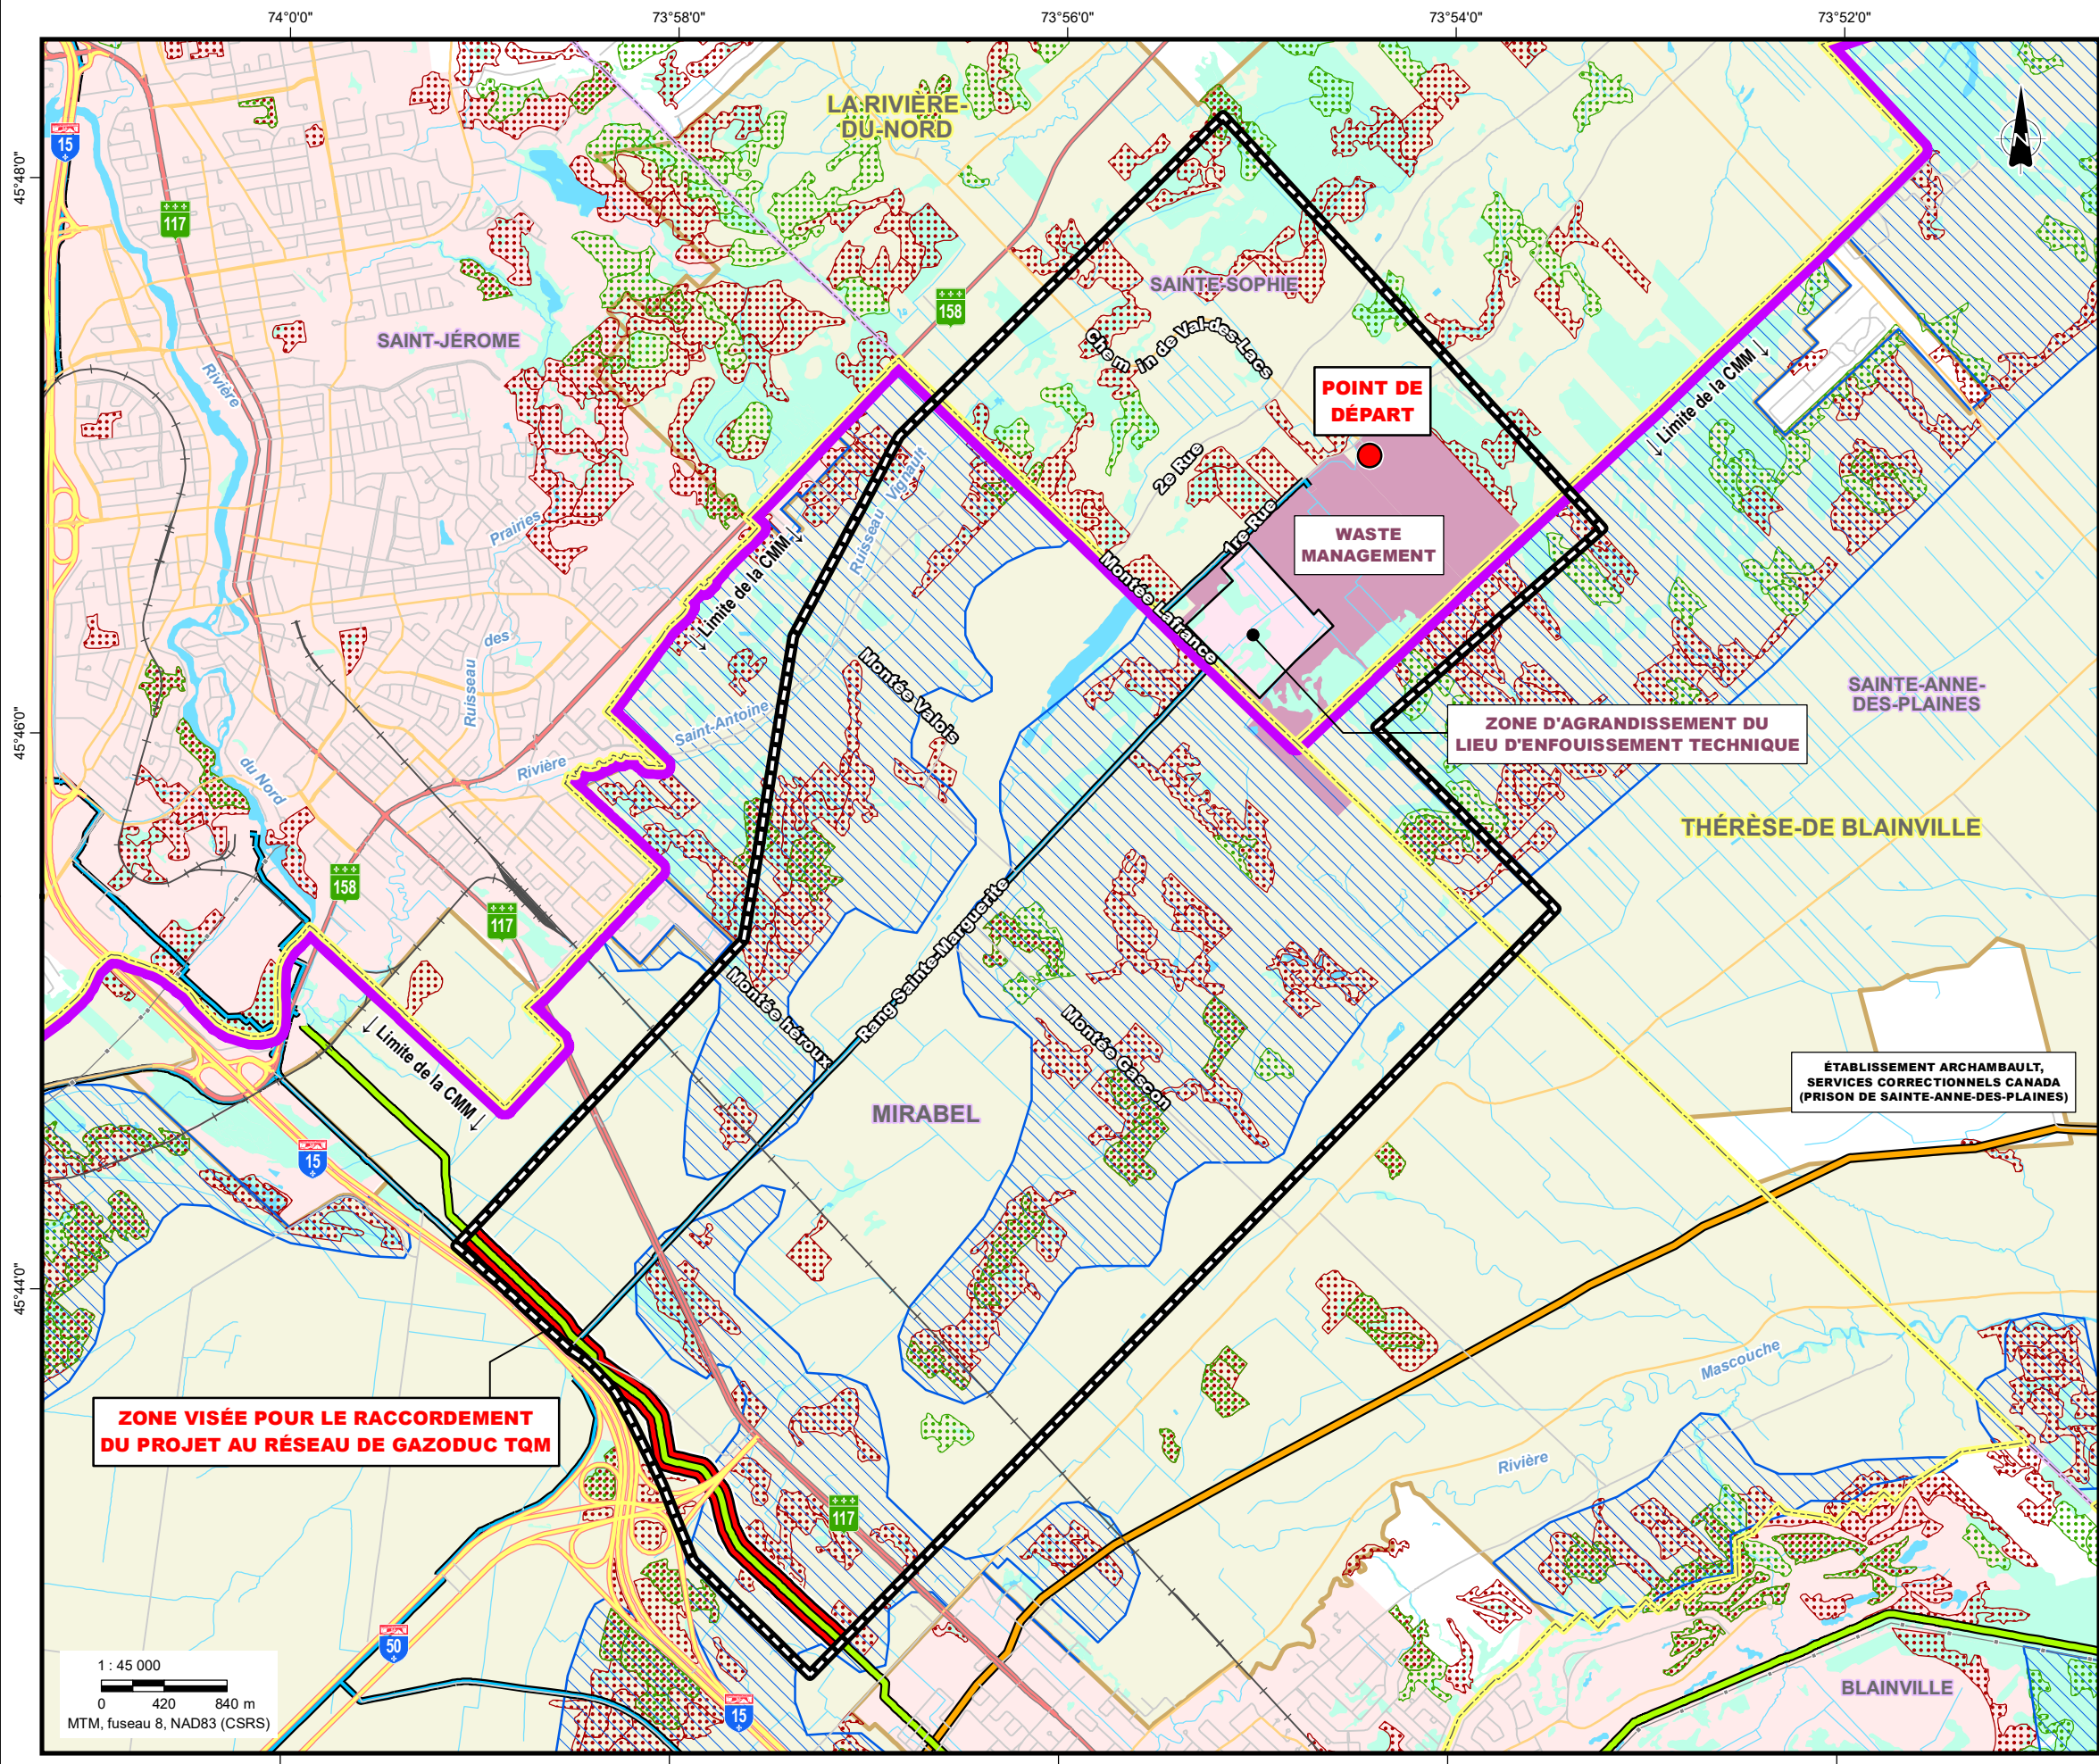 74°0'0"
73°58'0"
73°56'0"
73°54'0"
73°52'0"
45°48'0"
45°46'0"
45°44'0"
N
15
117
LA RIVIÈRE-
DU-NORD
SAINT-JÉROME
158
SAINTE-SOPHIE
Chemin de Val-des-Lacs
POINT DE
DÉPART
↓ Limite de la CMM ↓
Rivière
2e Rue
1re Rue
WASTE
MANAGEMENT
Ruisseau Vignault
Prairies
des
Ruisseau
↓ Limite de la CMM ↓
Montée Lafrance
Montée Valois
SAINTE-ANNE-
DES-PLAINES
ZONE D'AGRANDISSEMENT DU
LIEU D'ENFOUISSEMENT TECHNIQUE
Saint-Antoine
Rivière
du Nord
THÉRÈSE-DE BLAINVILLE
158
117
Rang Sainte-Marguerite
Montée héroux
Montée Gascon
↓ Limite de la CMM ↓
MIRABEL
ÉTABLISSEMENT ARCHAMBAULT,
SERVICES CORRECTIONNELS CANADA
(PRISON DE SAINTE-ANNE-DES-PLAINES)
15
Mascouche
Rivière
ZONE VISÉE POUR LE RACCORDEMENT
DU PROJET AU RÉSEAU DE GAZODUC TQM
117
50
15
BLAINVILLE
1 : 45 000
0 420 840 m
MTM, fuseau 8, NAD83 (CSRS)